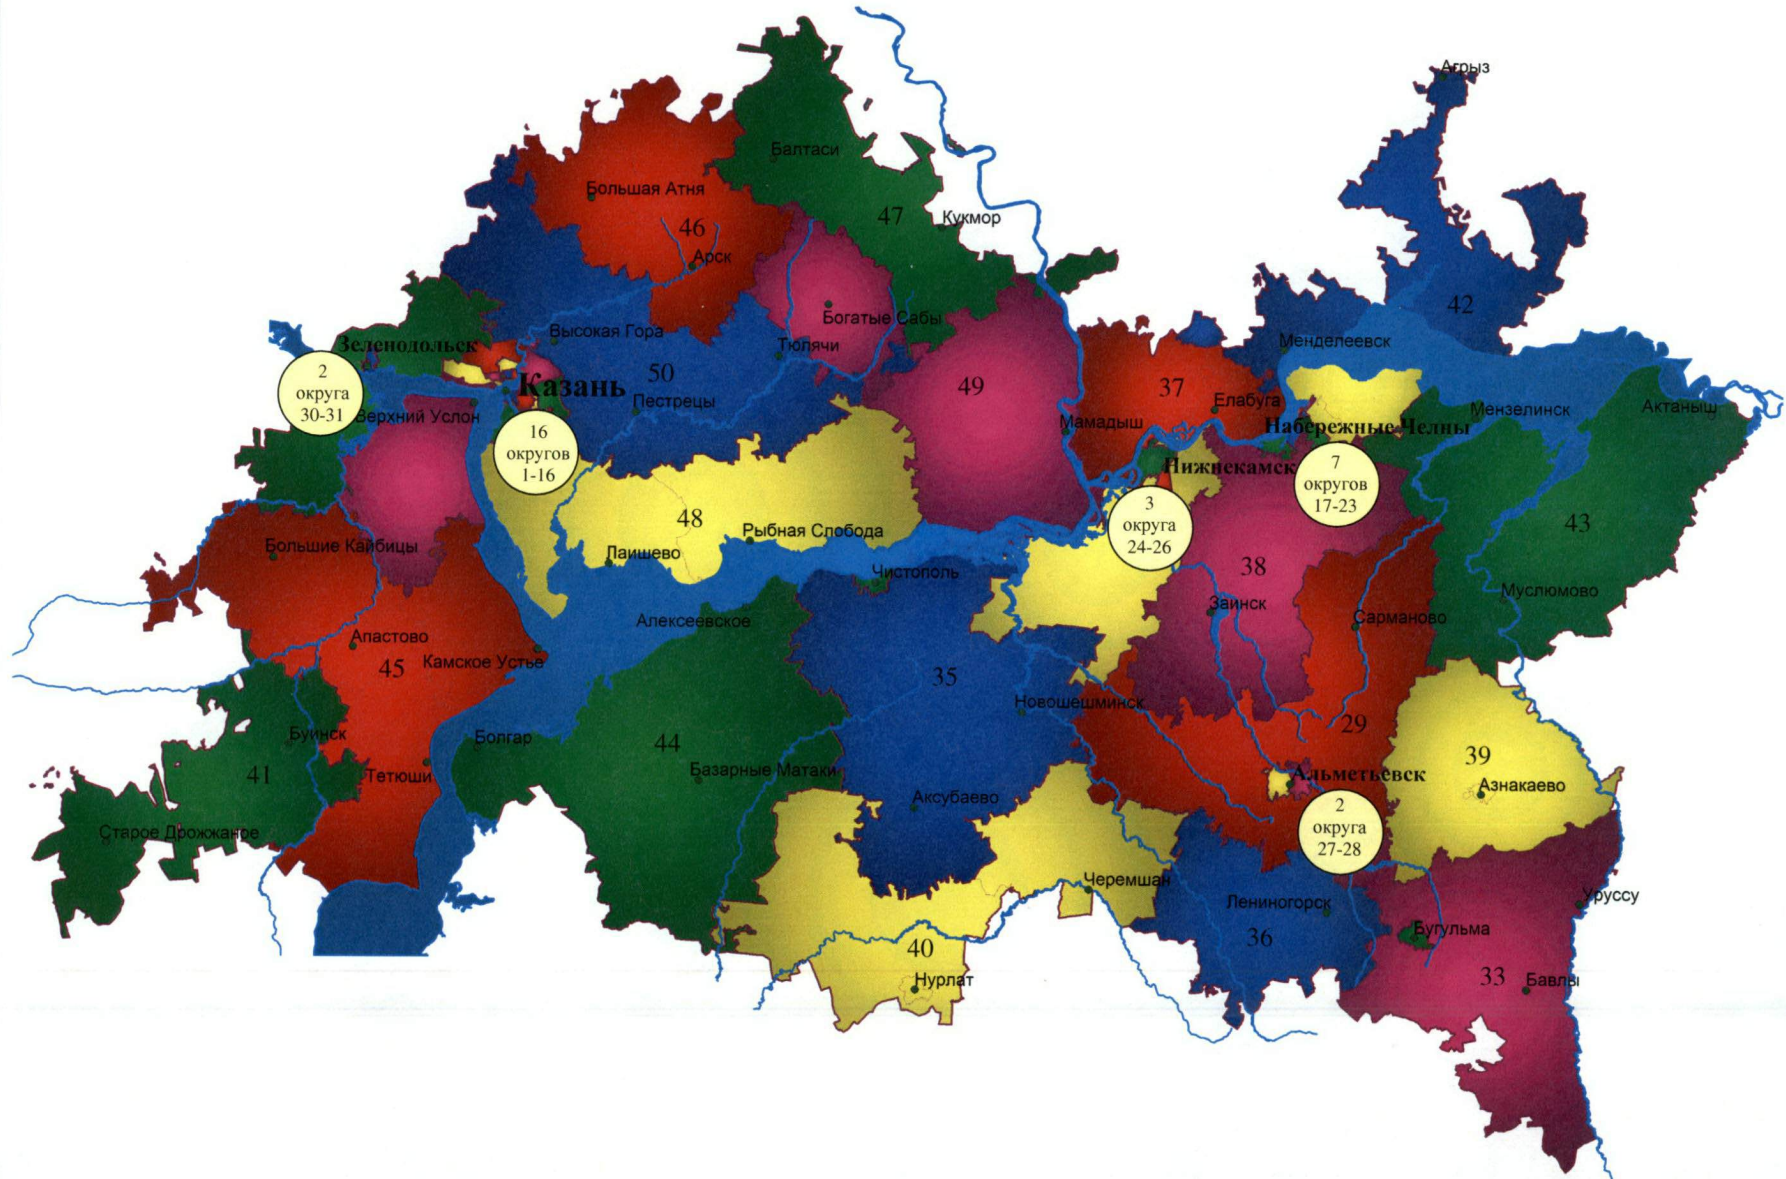 Агрыз
Балтаси
Большая Атня
47
Кукмор
46
Арск
42
Богатые Сабы
Высокая Гора
Менделеевск
Зеленодольск
Тюлячи
2
округа
30-31
Казань
50
49
37
Елабуга
Пестрецы
Мензелинск
Актаныш
Верхний Услон
Мамадыш
Набережные Челны
16
округов
1-16
Нижнекамск
7
округов
17-23
48
Рыбная Слобода
3
округа
24-26
43
Большие Кайбицы
Лаишево
Чистополь
38
Муслюмово
Заинск
Алексеевское
Сарманово
Апастово
45
Камское Устье
35
Новошешминск
29
Буинск
Болгар
44
39
41
Тетюши
Базарные Матаки
Альметьевск
Азнакаево
Аксубаево
2
округа
27-28
Старое Дрожжаное
Черемшан
Лениногорск
Уруссу
36
Бугульма
40
Нурлат
33
Бавлы